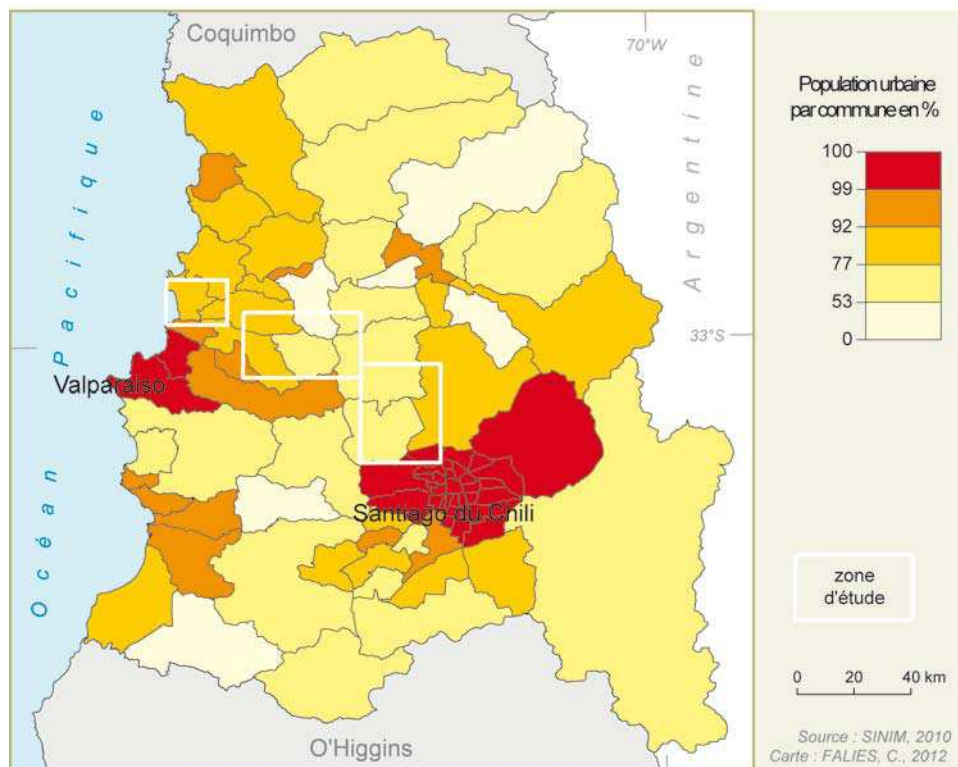 Coquimbo
70°W
Océan Pacifique
Argentine
33°S
Valparaiso
Santiago du Chili
O'Higgins
Population urbaine
par commune en %
100
99
92
77
53
0
zone
d'étude
0 20 40 km
Source : SINIM, 2010
Carte : FALIES, C., 2012